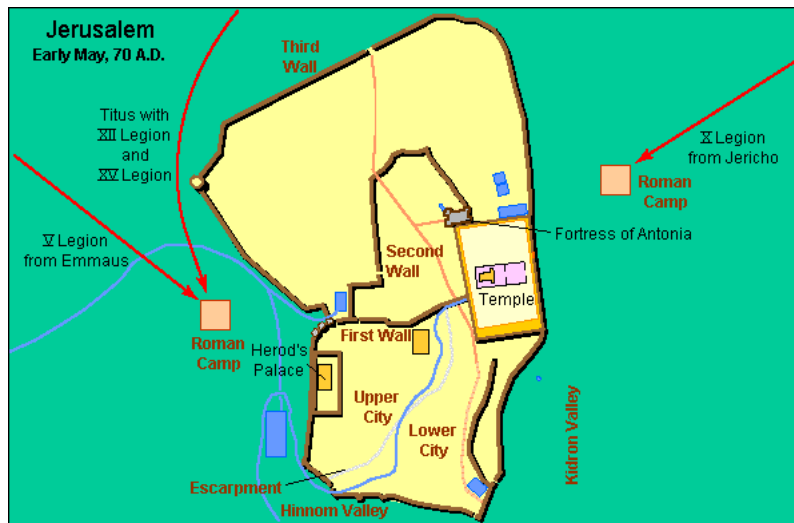 Jerusalem
Early May, 70 A.D.
Third
Wall
Titus with
XII Legion
and
XV Legion
X Legion
from Jericho
Roman
Camp
V Legion
from Emmaus
Fortress of Antonia
Second
Wall
Temple
Roman
Camp
First Wall
Herod's
Palace
Upper
City
Lower
City
Kidron Valley
Escarpment
Hinnom Valley